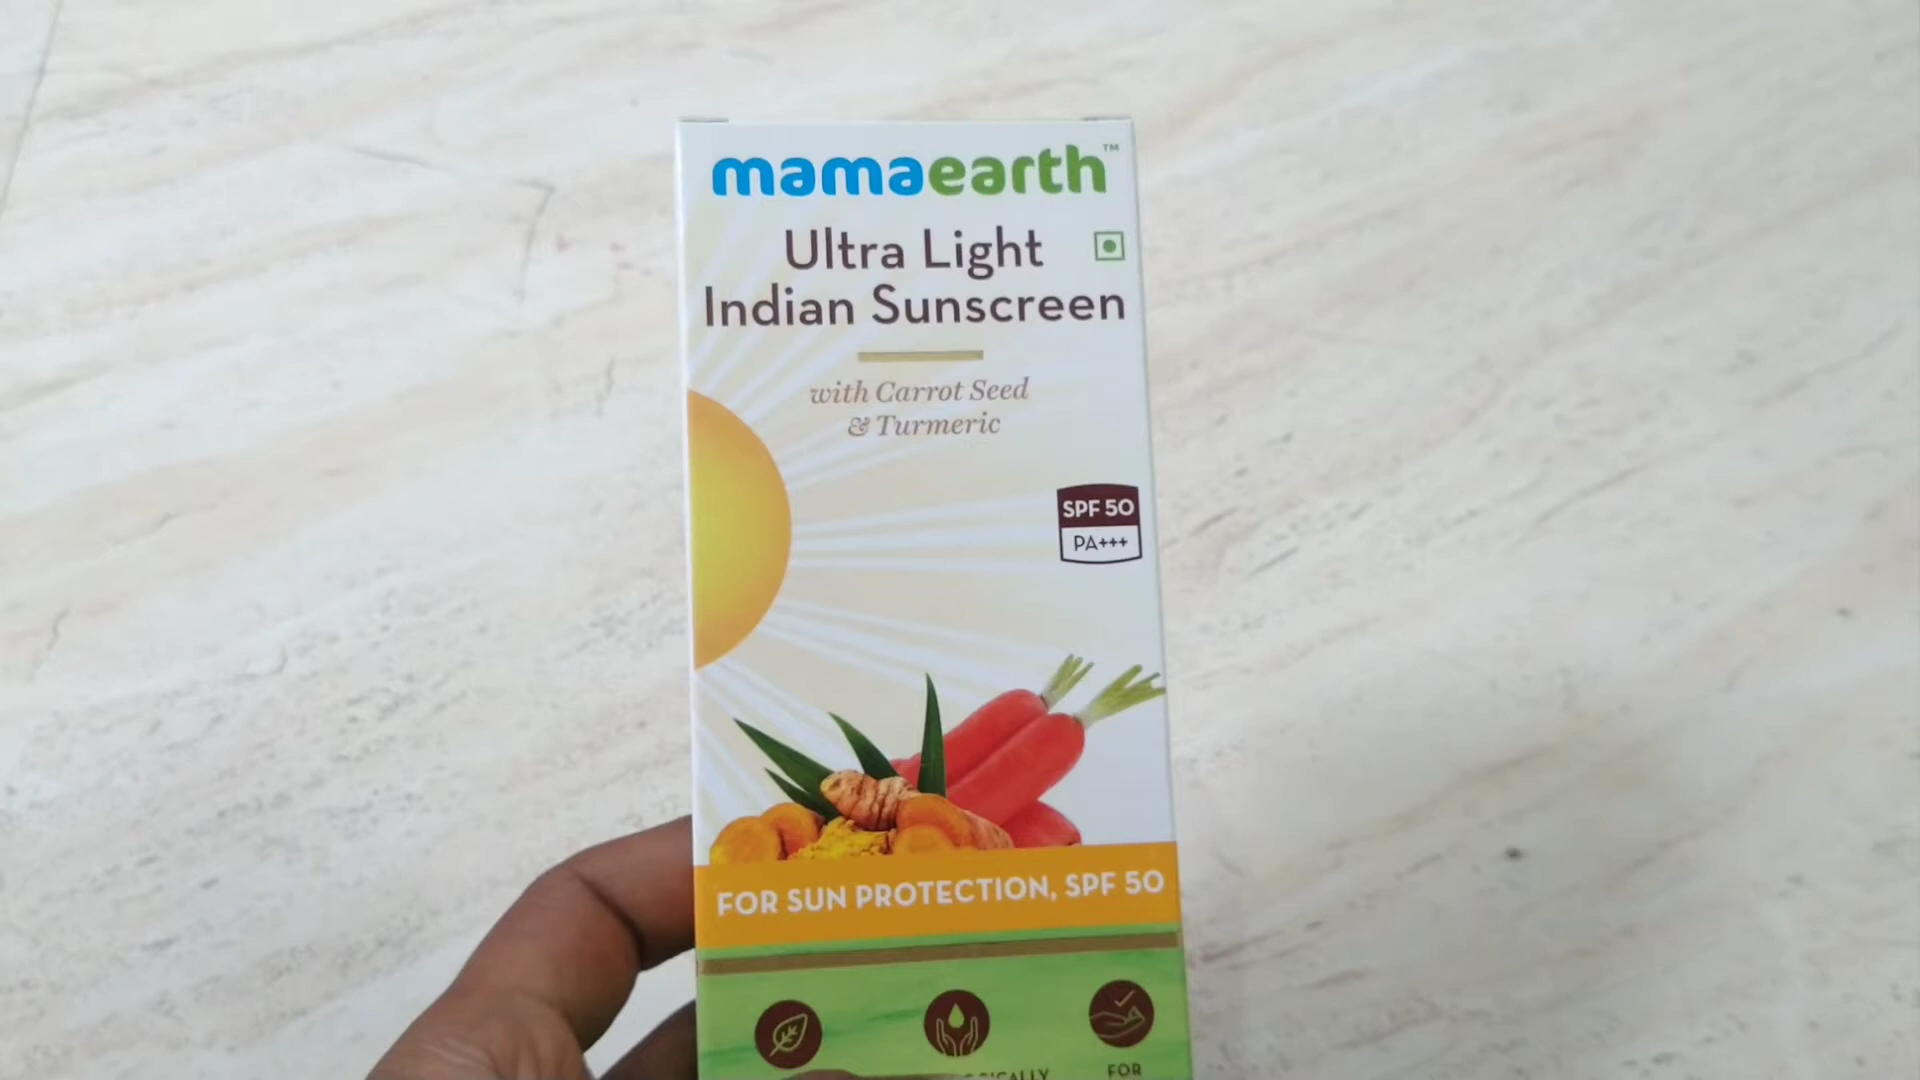 mamaearth™
Ultra Light
Indian Sunscreen
with Carrot Seed
& Turmeric
SPF 50
PA+++
FOR SUN PROTECTION, SPF 50
FOR